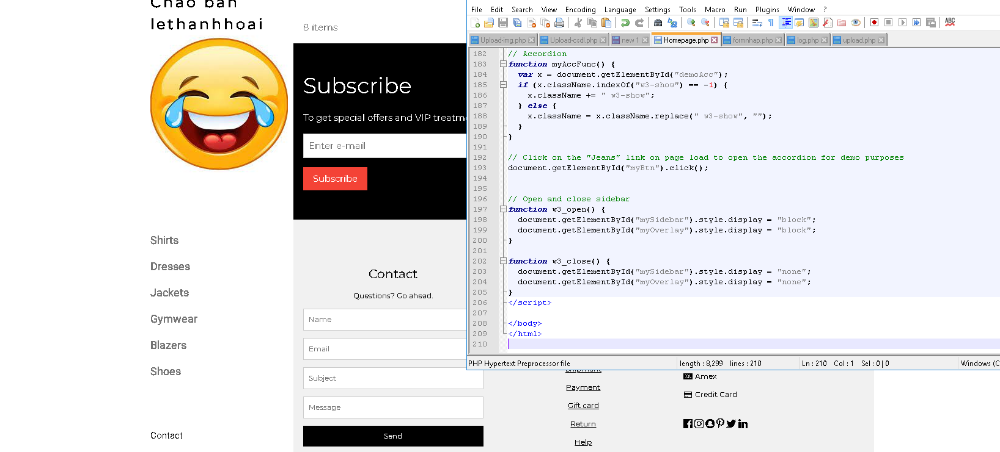 Chao ban
lethanhhoai
Shirts
Dresses
Jackets
Gymwear
Blazers
Shoes
Contact
8 items
Subscribe
To get special offers and VIP treatm
Enter e-mail
Subscribe
Contact
Questions? Go ahead.
Name
Email
Subject
Message
Send
Shipment
Payment
Gift card
Return
Help
Amex
Credit Card
File Edit Search View Encoding Language Settings Tools Macro Run Plugins Window ?
ABC
Upload-img.php Upload-csdl.php new 1 Homepage.php formnhap.php log.php upload.php
182 // Accordion
183 function myAccFunc() {
184   var x = document.getElementById("demoAcc");
185   if (x.className.indexOf("w3-show") == -1) {
186     x.className += " w3-show";
187   } else {
188     x.className = x.className.replace(" w3-show", "");
189   }
190 }
191
192 // Click on the "Jeans" link on page load to open the accordion for demo purposes
193 document.getElementById("myBtn").click();
194
195
196 // Open and close sidebar
197 function w3_open() {
198   document.getElementById("mySidebar").style.display = "block";
199   document.getElementById("myOverlay").style.display = "block";
200 }
201
202 function w3_close() {
203   document.getElementById("mySidebar").style.display = "none";
204   document.getElementById("myOverlay").style.display = "none";
205 }
206 </script>
207
208 </body>
209 </html>
210
PHP Hypertext Preprocessor file length : 8,299 lines : 210 Ln : 210 Col : 1 Sel : 0 | 0 Windows (C